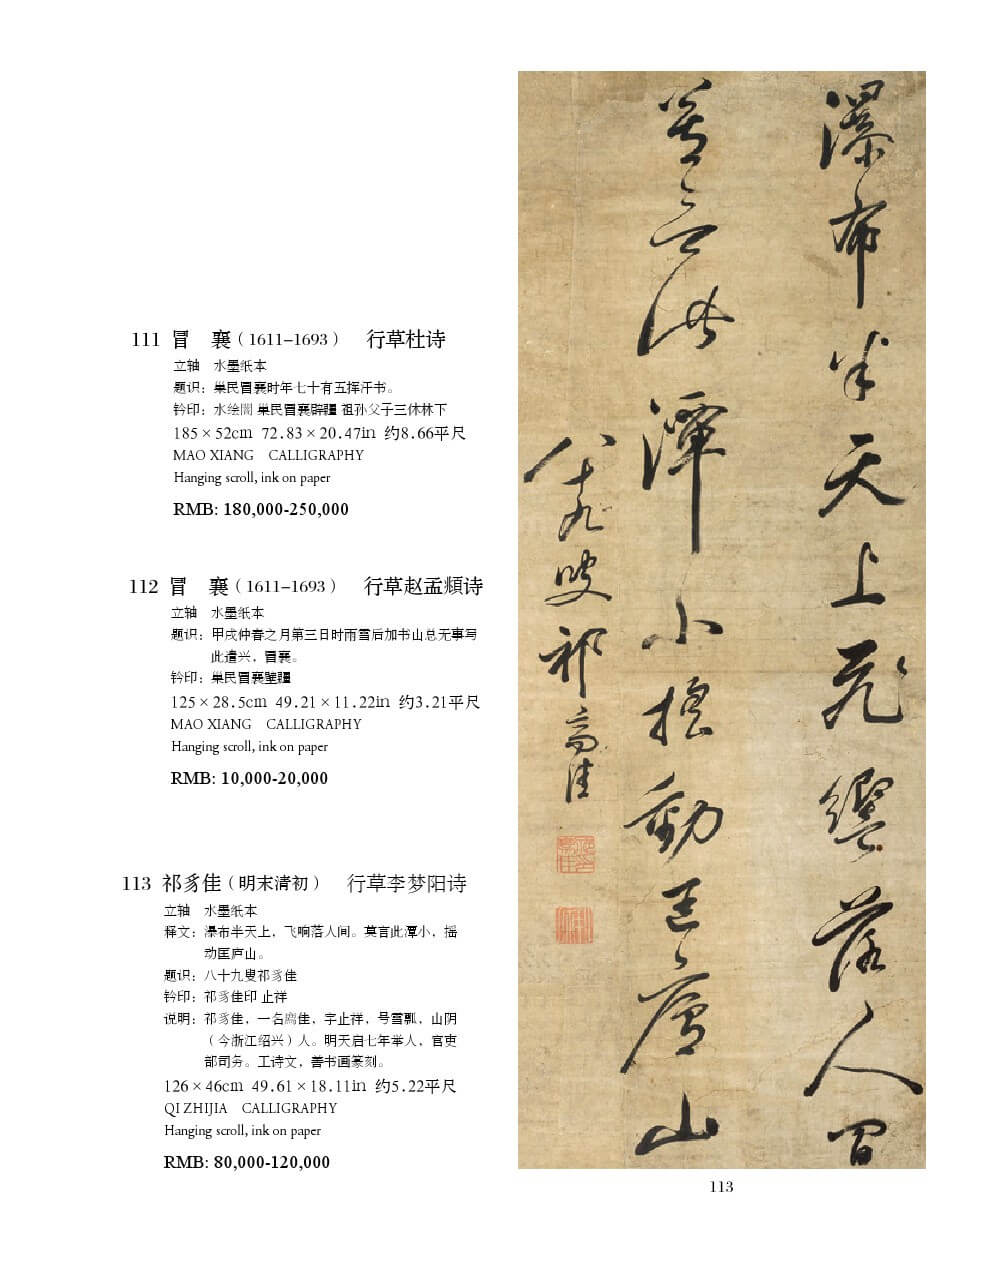 111 冒　襄（1611–1693）　行草杜诗
立轴　水墨纸本
题识：巢民冒襄时年七十有五挥汗书。
钤印：水绘阁 巢民冒襄辟疆 祖孙父子三休林下
185×52cm 72.83×20.47in 约8.66平尺
MAO XIANG CALLIGRAPHY
Hanging scroll, ink on paper
RMB: 180,000-250,000
112 冒　襄（1611–1693）　行草赵孟頫诗
立轴　水墨纸本
题识：甲戌仲春之月第三日时雨雪后加书山总无事写
此遣兴，冒襄。
钤印：巢民冒襄壁疆
125×28.5cm 49.21×11.22in 约3.21平尺
MAO XIANG CALLIGRAPHY
Hanging scroll, ink on paper
RMB: 10,000-20,000
113 祁豸佳（明末清初）　行草李梦阳诗
立轴　水墨纸本
释文：瀑布半天上，飞响落人间。莫言此潭小，摇
动匡庐山。
题识：八十九叟祁豸佳
钤印：祁豸佳印 止祥
说明：祁豸佳，一名廌佳，字止祥，号雪瓢，山阴
（今浙江绍兴）人。明天启七年举人，官吏
部司务。工诗文，善书画篆刻。
126×46cm 49.61×18.11in 约5.22平尺
QI ZHIJIA CALLIGRAPHY
Hanging scroll, ink on paper
RMB: 80,000-120,000
瀑布半天上飛響落人間
莫言此潭小搖動匡廬山
八十九叟祁豸佳
113